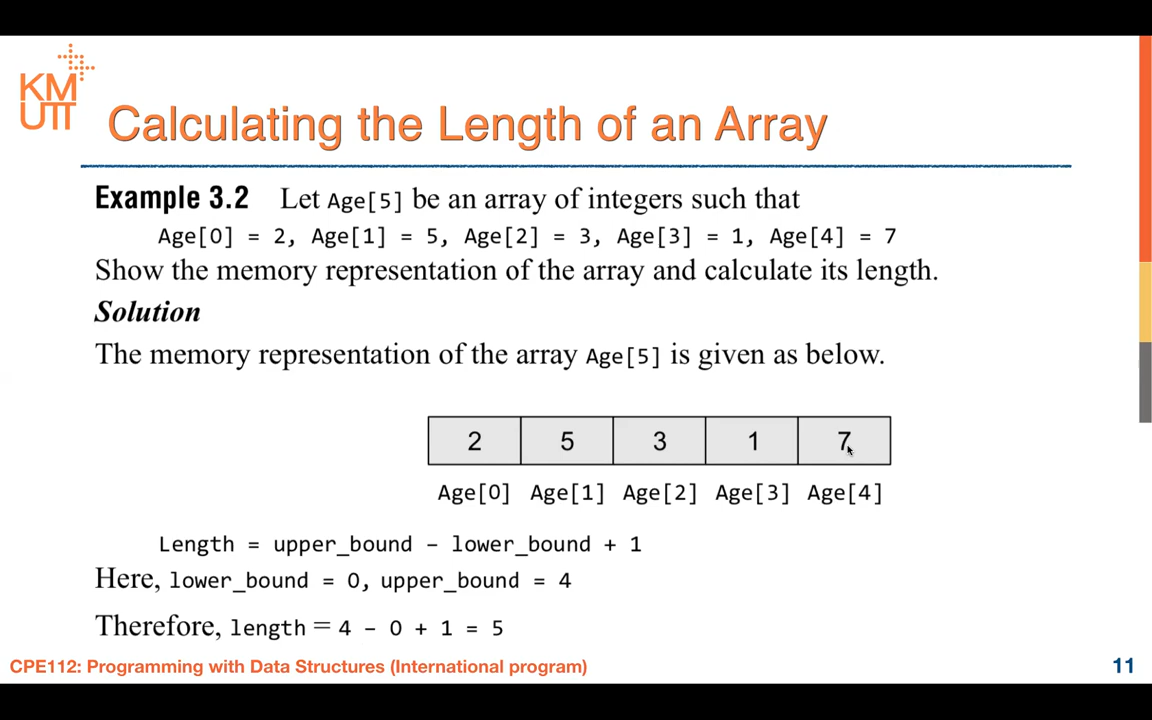 KM
UTT
Calculating the Length of an Array
Example 3.2 Let Age[5] be an array of integers such that
Age[0] = 2, Age[1] = 5, Age[2] = 3, Age[3] = 1, Age[4] = 7
Show the memory representation of the array and calculate its length.
Solution
The memory representation of the array Age[5] is given as below.
2 5 3 1 7
Age[0] Age[1] Age[2] Age[3] Age[4]
Length = upper_bound – lower_bound + 1
Here, lower_bound = 0, upper_bound = 4
Therefore, length = 4 – 0 + 1 = 5
CPE112: Programming with Data Structures (International program) 11